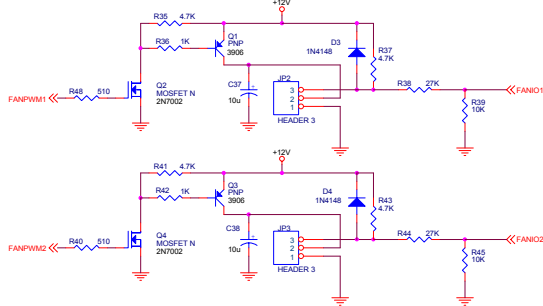 +12V
R35 4.7K
R36 1K
Q1
PNP
3906
D3
1N4148
R37
4.7K
Q2
MOSFET N
2N7002
C37
10u
JP2
3
2
1
HEADER 3
R38 27K
FANIO1
R39
10K
FANPWM1
R48 510
+12V
R41 4.7K
R42 1K
Q3
PNP
3906
D4
1N4148
R43
4.7K
Q4
MOSFET N
2N7002
C38
10u
JP3
3
2
1
HEADER 3
R44 27K
FANIO2
R45
10K
FANPWM2
R40 510